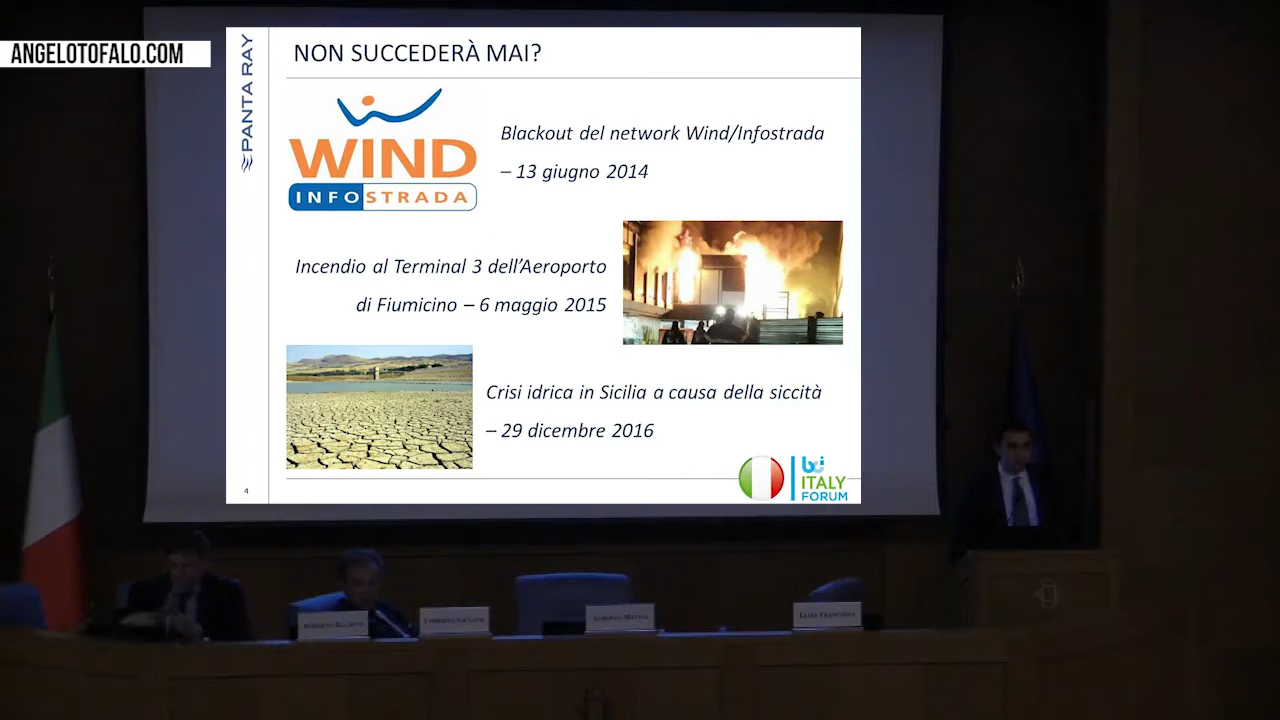 ANGELOTOFALO.COM
PANTA RAY
NON SUCCEDERÀ MAI?
WIND
INFOSTRADA
Blackout del network Wind/Infostrada
– 13 giugno 2014
Incendio al Terminal 3 dell’Aeroporto
di Fiumicino – 6 maggio 2015
Crisi idrica in Sicilia a causa della siccità
– 29 dicembre 2016
4
bci
ITALY
FORUM